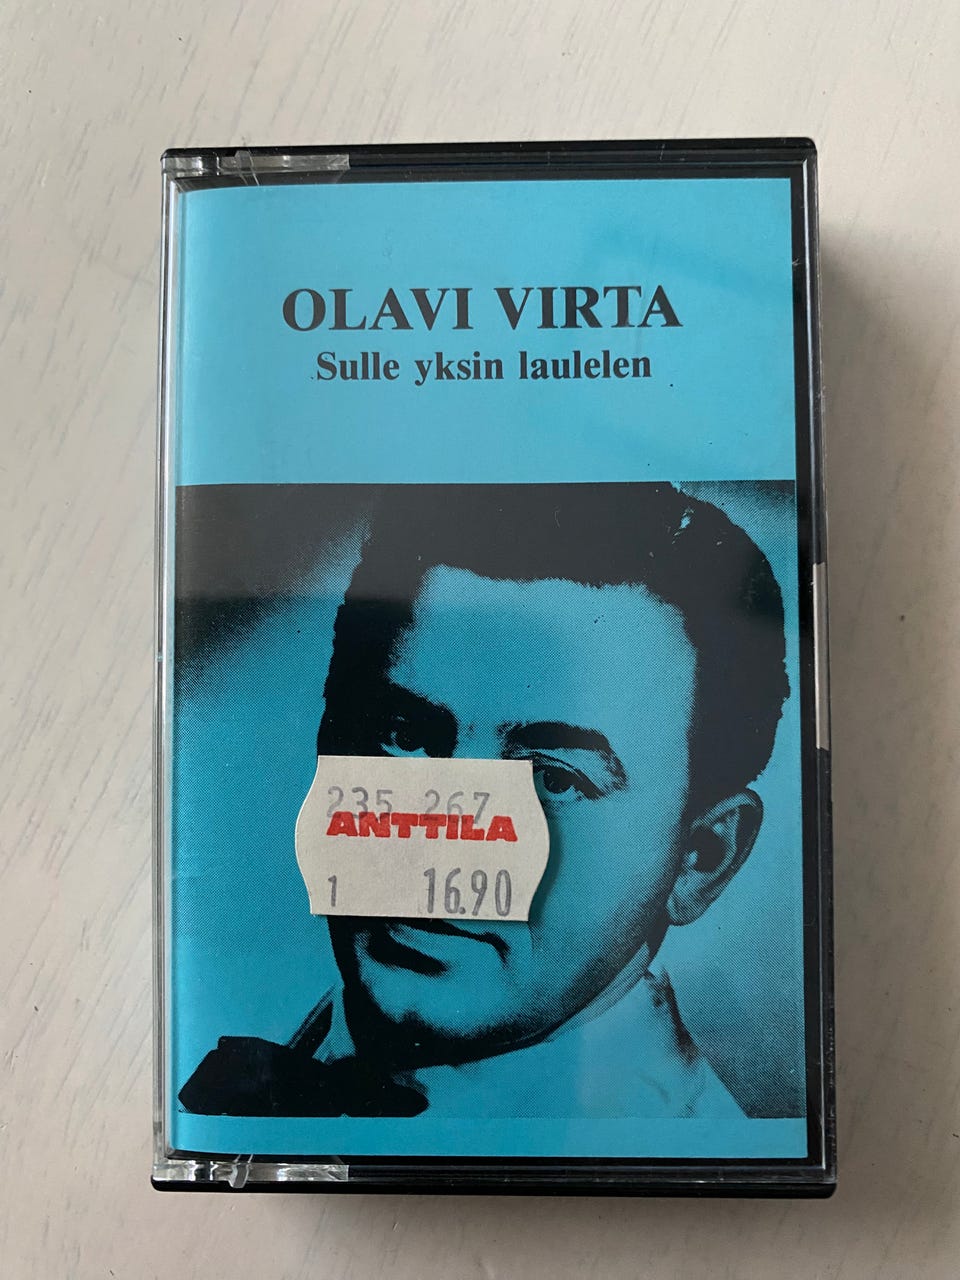 OLAVI VIRTA
Sulle yksin laulelen
235 267
ANTTILA
1 16.90